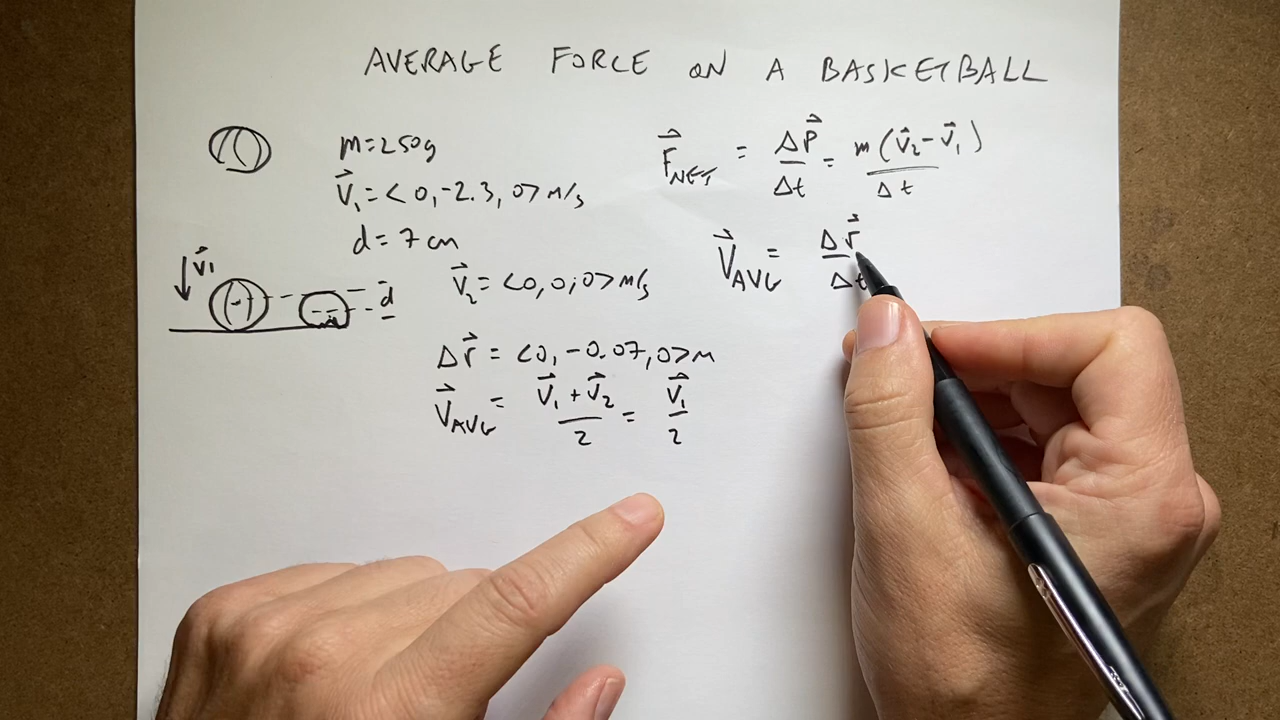 AVERAGE FORCE ON A BASKETBALL
m=250g
V⃗₁ = <0, -2.3, 0> m/s
d = 7 cm
V⃗₂ = <0, 0, 0> m/s
V⃗₁
d
Δr⃗ = <0, -0.07, 0> m
V⃗AVG = (V⃗₁ + V⃗₂)/2 = V⃗₁/2
F⃗NET = ΔP⃗/Δt = m(V⃗₂ - V⃗₁)/Δt
V⃗AVG = Δr⃗/Δt